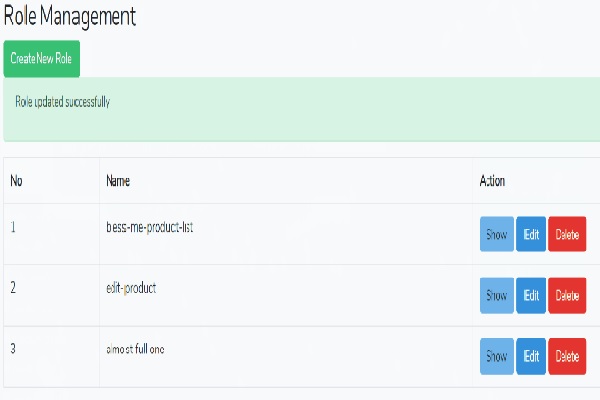 Role Management
Create New Role
Role updated successfully
No Name Action
1 bess-me-product-list Show Edit Delete
2 edit-product Show Edit Delete
3 almost full one Show Edit Delete